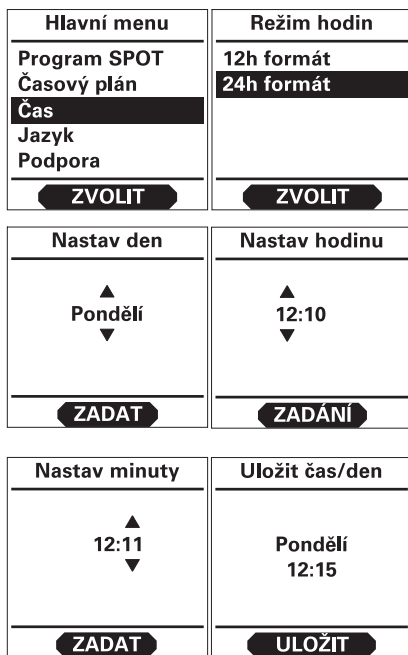 Hlavní menu
Program SPOT
Časový plán
Čas
Jazyk
Podpora
ZVOLIT
Režim hodin
12h formát
24h formát
ZVOLIT
Nastav den
Pondělí
ZADAT
Nastav hodinu
12:10
ZADÁNÍ
Nastav minuty
12:11
ZADAT
Uložit čas/den
Pondělí
12:15
ULOŽIT